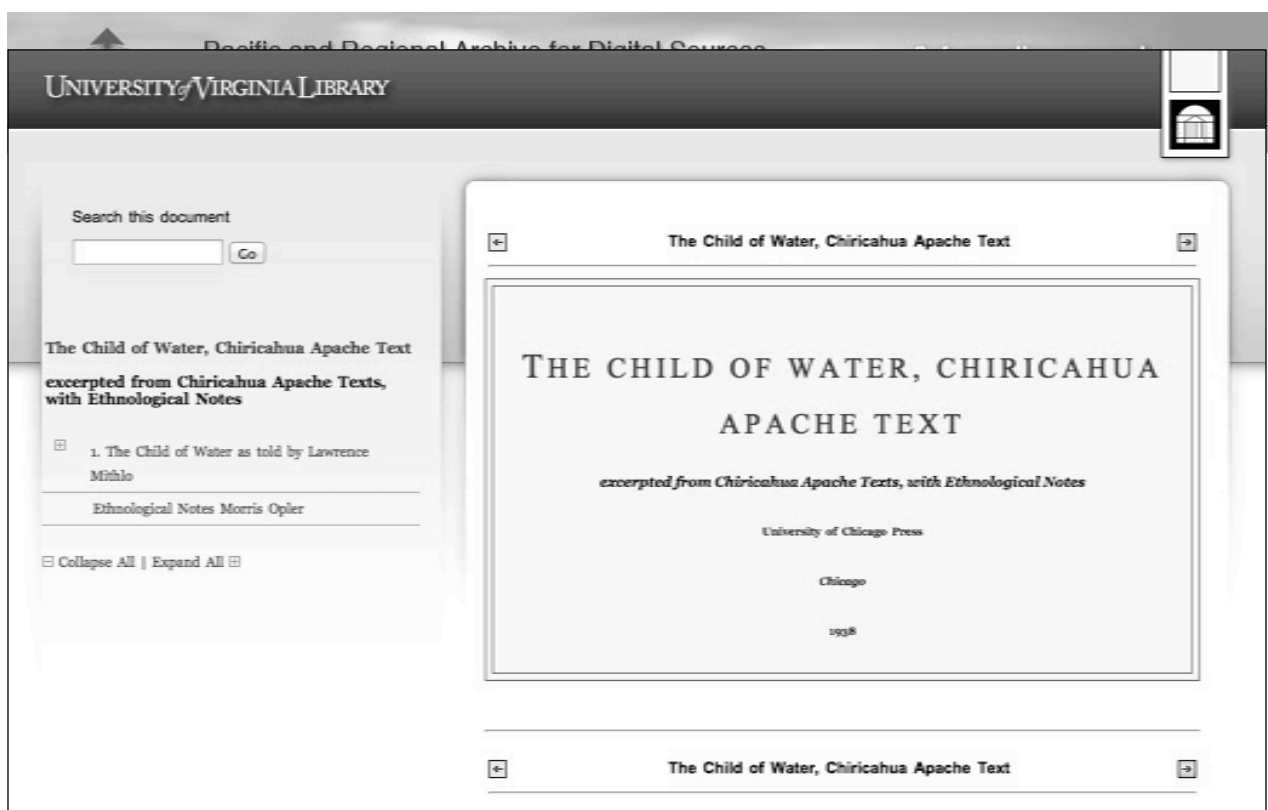 Pacific and Regional Archive for Digital Sources
UNIVERSITY of VIRGINIA LIBRARY
Search this document
Go
The Child of Water, Chiricahua Apache Text
excerpted from Chiricahua Apache Texts,
with Ethnological Notes
1. The Child of Water as told by Lawrence
Mithlo
Ethnological Notes Morris Opler
Collapse All | Expand All
The Child of Water, Chiricahua Apache Text
THE CHILD OF WATER, CHIRICAHUA
APACHE TEXT
excerpted from Chiricahua Apache Texts, with Ethnological Notes
University of Chicago Press
Chicago
1938
The Child of Water, Chiricahua Apache Text